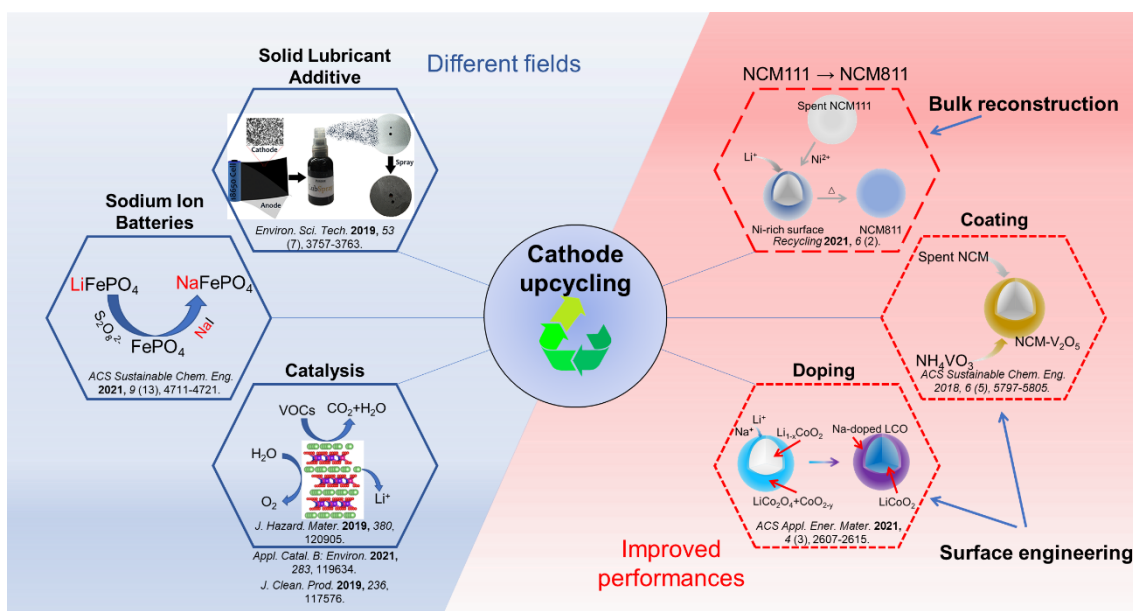 Different fields
Solid Lubricant
Additive
Cathode
18650 Cell
Anode
Spray
Environ. Sci. Tech. 2019, 53
(7), 3757-3763.
Sodium Ion
Batteries
LiFePO₄
NaFePO₄
S₂O₈²⁻
NaI
FePO₄
ACS Sustainable Chem. Eng.
2021, 9 (13), 4711-4721.
Catalysis
VOCs
CO₂+H₂O
H₂O
O₂
Li⁺
J. Hazard. Mater. 2019, 380,
120905.
Appl. Catal. B: Environ. 2021,
283, 119634.
J. Clean. Prod. 2019, 236,
117576.
Cathode
upcycling
NCM111 → NCM811
Spent NCM111
Li⁺
Ni²⁺
△
Ni-rich surface
NCM811
Recycling 2021, 6 (2).
Bulk reconstruction
Coating
Spent NCM
NCM-V₂O₅
NH₄VO₃
ACS Sustainable Chem. Eng.
2018, 6 (5), 5797-5805.
Doping
Li⁺
Na⁺
Li₁₋ₓCoO₂
Na-doped LCO
LiCo₂O₄+CoO₂₋ᵧ
LiCoO₂
ACS Appl. Ener. Mater. 2021,
4 (3), 2607-2615.
Surface engineering
Improved
performances